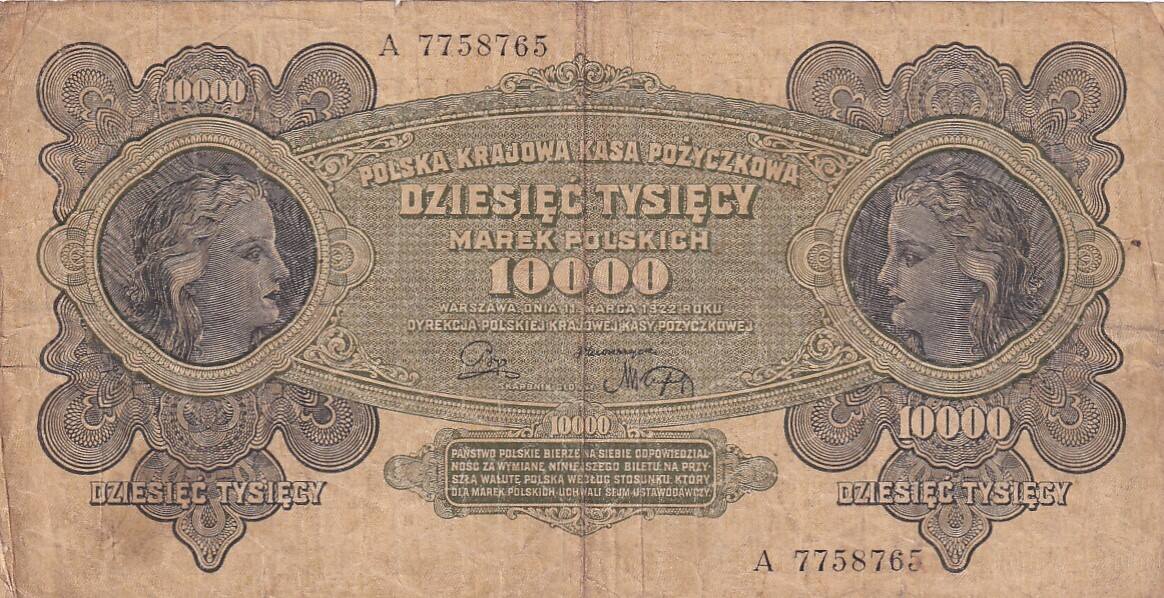 A 7758765
10000
POLSKA KRAJOWA KASA POŻYCZKOWA
DZIESIĘĆ TYSIĘCY
MAREK POLSKICH
10000
WARSZAWA, DNIA 11 MARCA 1922 ROKU
DYREKCJA POLSKIEJ KRAJOWEJ KASY POŻYCZKOWEJ
SKARBNIK GŁÓWNY
10000
10000
PAŃSTWO POLSKIE BIERZE NA SIEBIE ODPOWIEDZIAL-
NOŚĆ ZA WYMIANĘ NINIEJSZEGO BILETU NA PRZY-
SZŁĄ WALUTĘ POLSKĄ WEDŁUG STOSUNKU, KTÓRY
DLA MAREK POLSKICH UCHWALI SEJM USTAWODAWCZY.
DZIESIĘĆ TYSIĘCY
DZIESIĘĆ TYSIĘCY
A 7758765